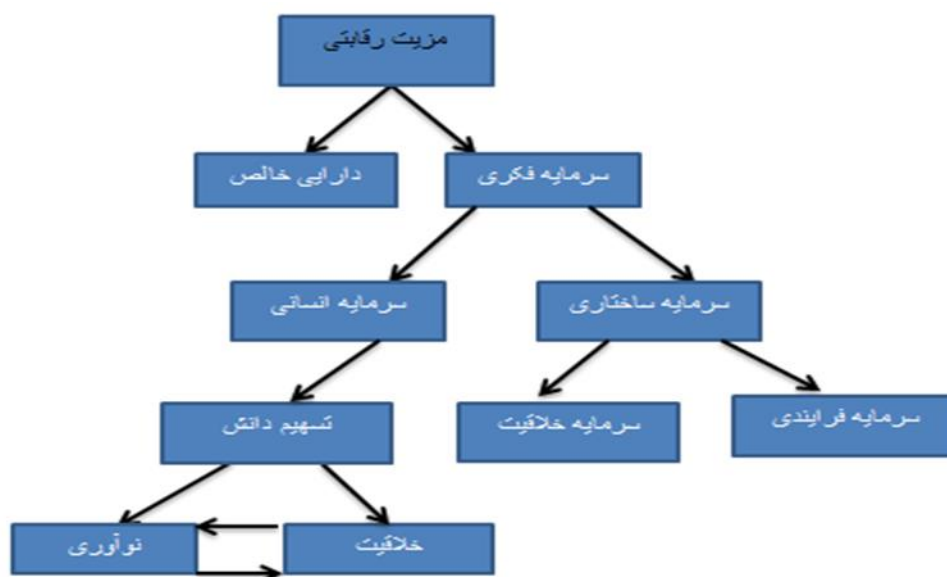 مزیت رقابتی
سرمایه فکری
دارایی خالص
سرمایه ساختاری
سرمایه انسانی
سرمایه فرایندی
سرمایه خلاقیت
تسهیم دانش
خلاقیت
نوآوری